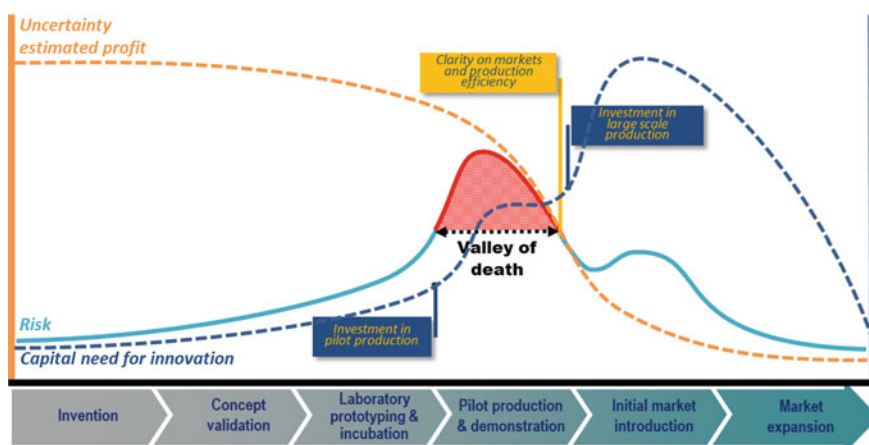 Uncertainty
estimated profit
Clarity on markets
and production
efficiency
Investment in
large scale
production
Valley of
death
Investment in
pilot production
Risk
Capital need for innovation
Invention
Concept
validation
Laboratory
prototyping &
incubation
Pilot production
& demonstration
Initial market
introduction
Market
expansion